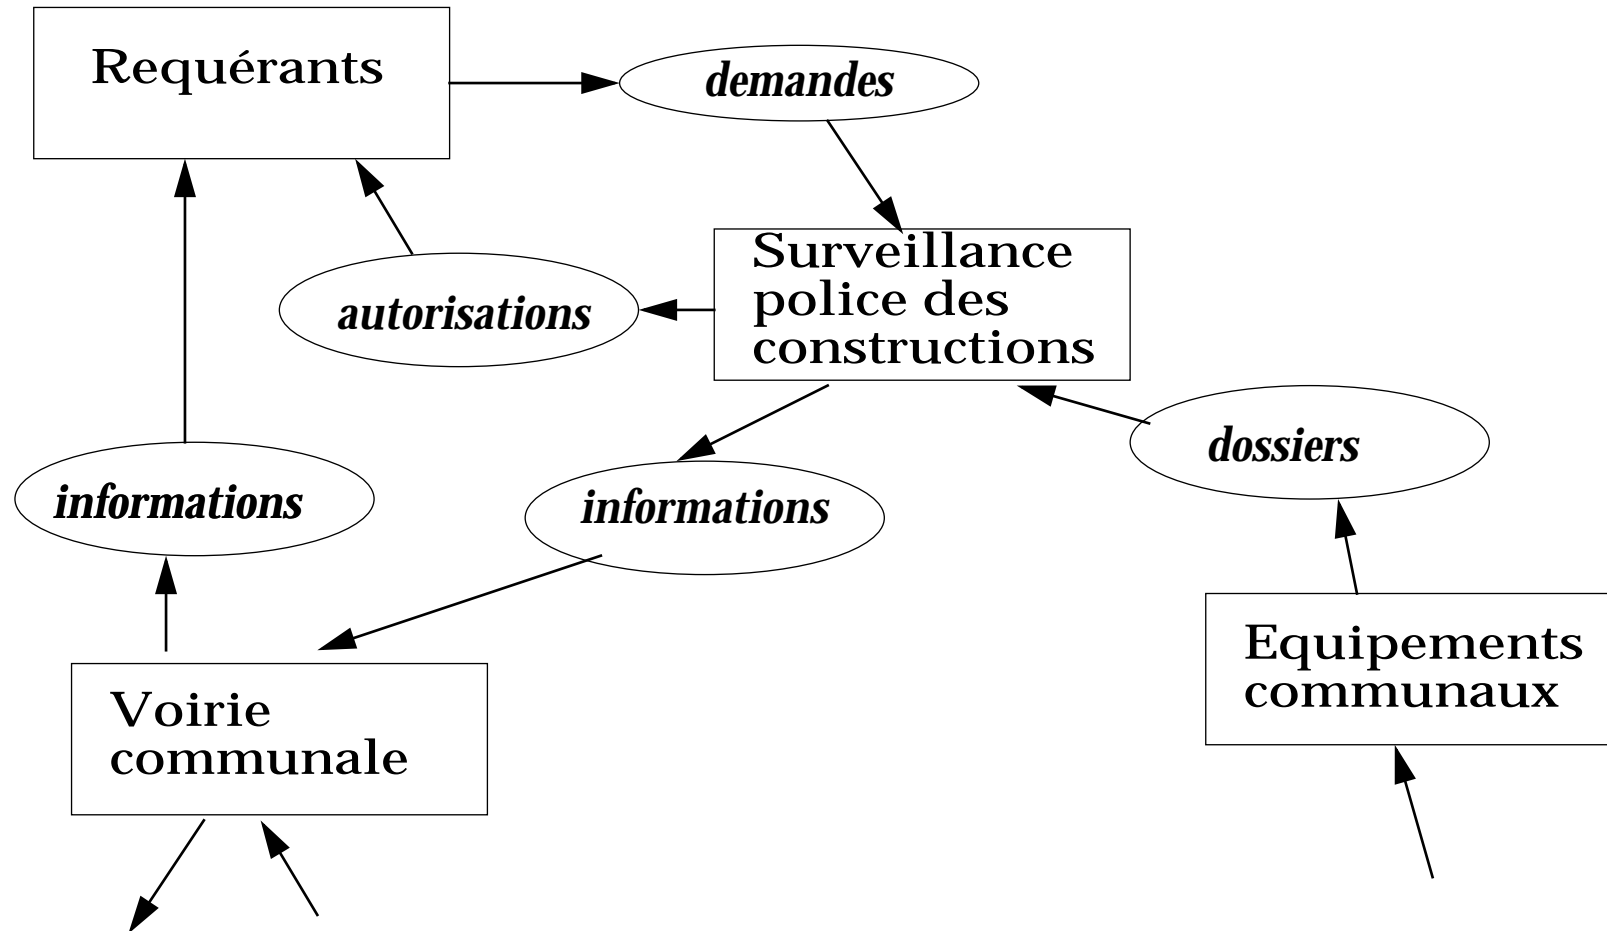 Requérants
demandes
Surveillance
police des
constructions
autorisations
dossiers
informations
informations
Equipements
communaux
Voirie
communale